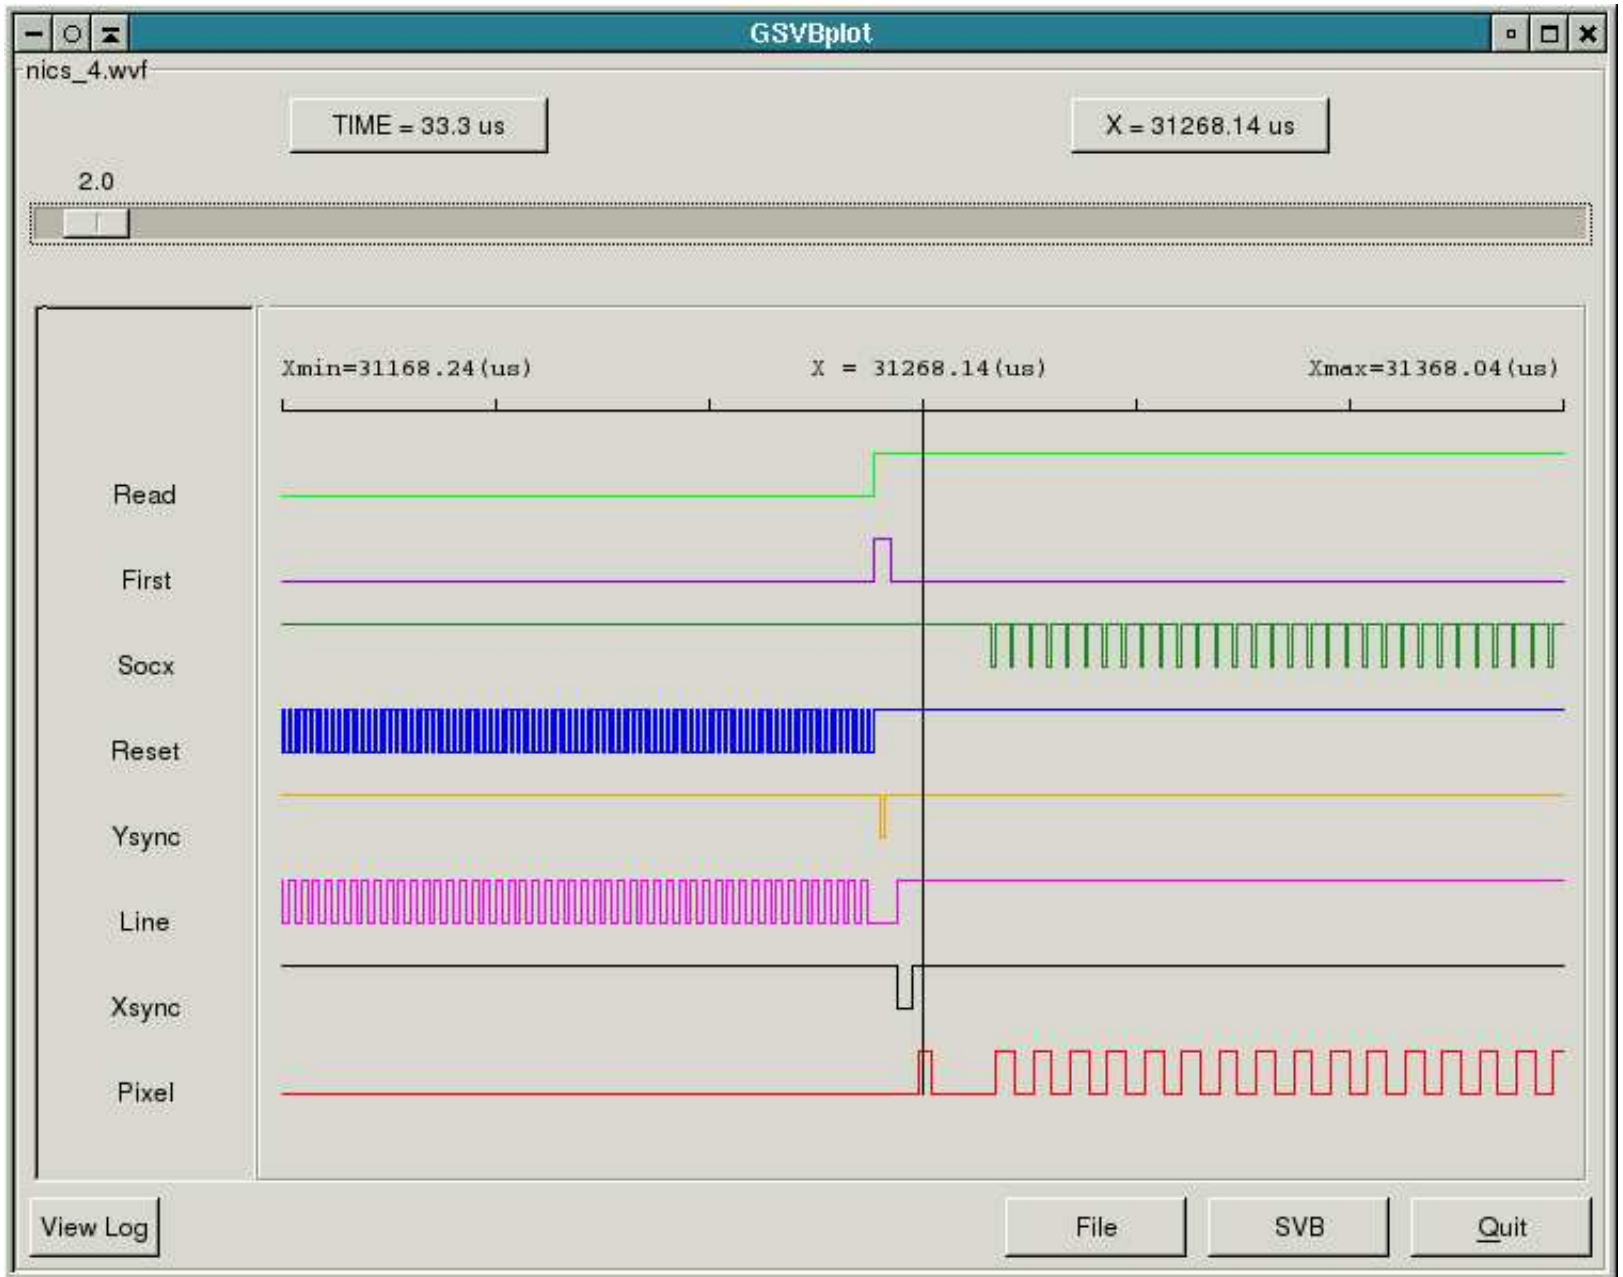 GSVBplot
nics_4.wvf
TIME = 33.3 us
X = 31268.14 us
2.0
Xmin=31168.24(us)
X = 31268.14(us)
Xmax=31368.04(us)
Read
First
Socx
Reset
Ysync
Line
Xsync
Pixel
View Log
File
SVB
Quit